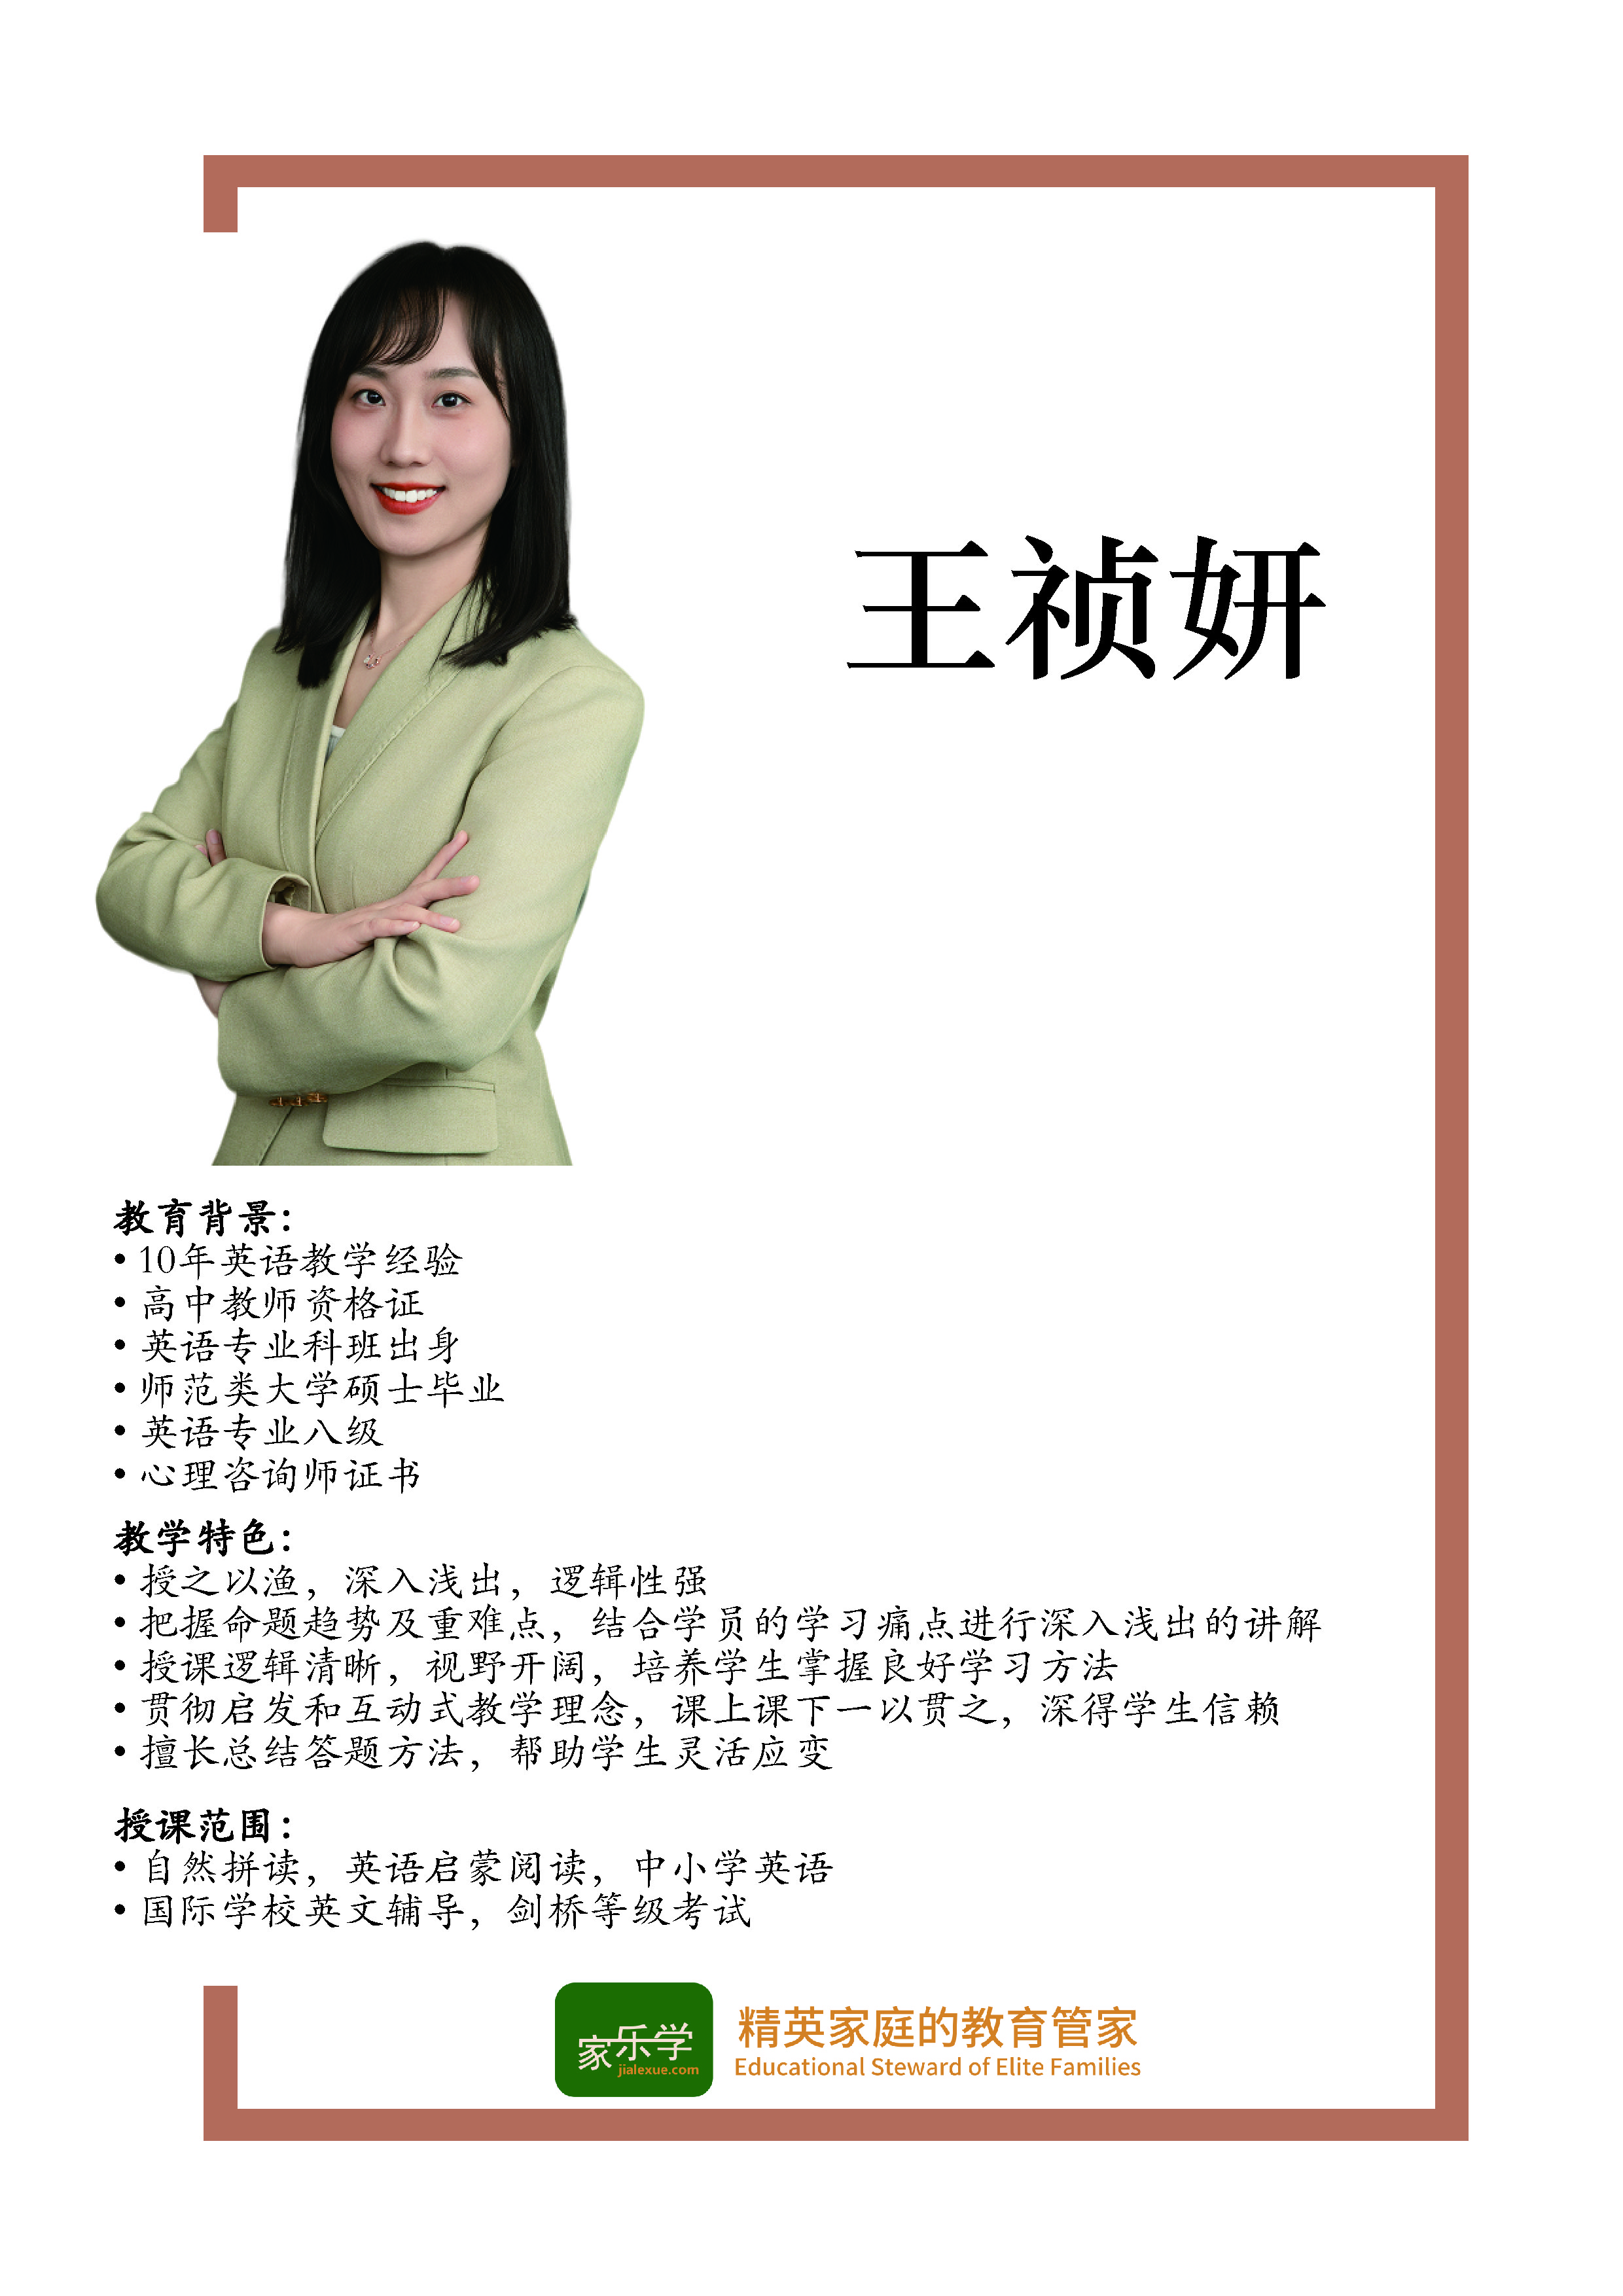 王祯妍
教育背景：
• 10年英语教学经验
• 高中教师资格证
• 英语专业科班出身
• 师范类大学硕士毕业
• 英语专业八级
• 心理咨询师证书
教学特色：
• 授之以渔，深入浅出，逻辑性强
• 把握命题趋势及重难点，结合学员的学习痛点进行深入浅出的讲解
• 授课逻辑清晰，视野开阔，培养学生掌握良好学习方法
• 贯彻启发和互动式教学理念，课上课下一以贯之，深得学生信赖
• 擅长总结答题方法，帮助学生灵活应变
授课范围：
• 自然拼读，英语启蒙阅读，中小学英语
• 国际学校英文辅导，剑桥等级考试
家乐学
jialexue.com
精英家庭的教育管家
Educational Steward of Elite Families